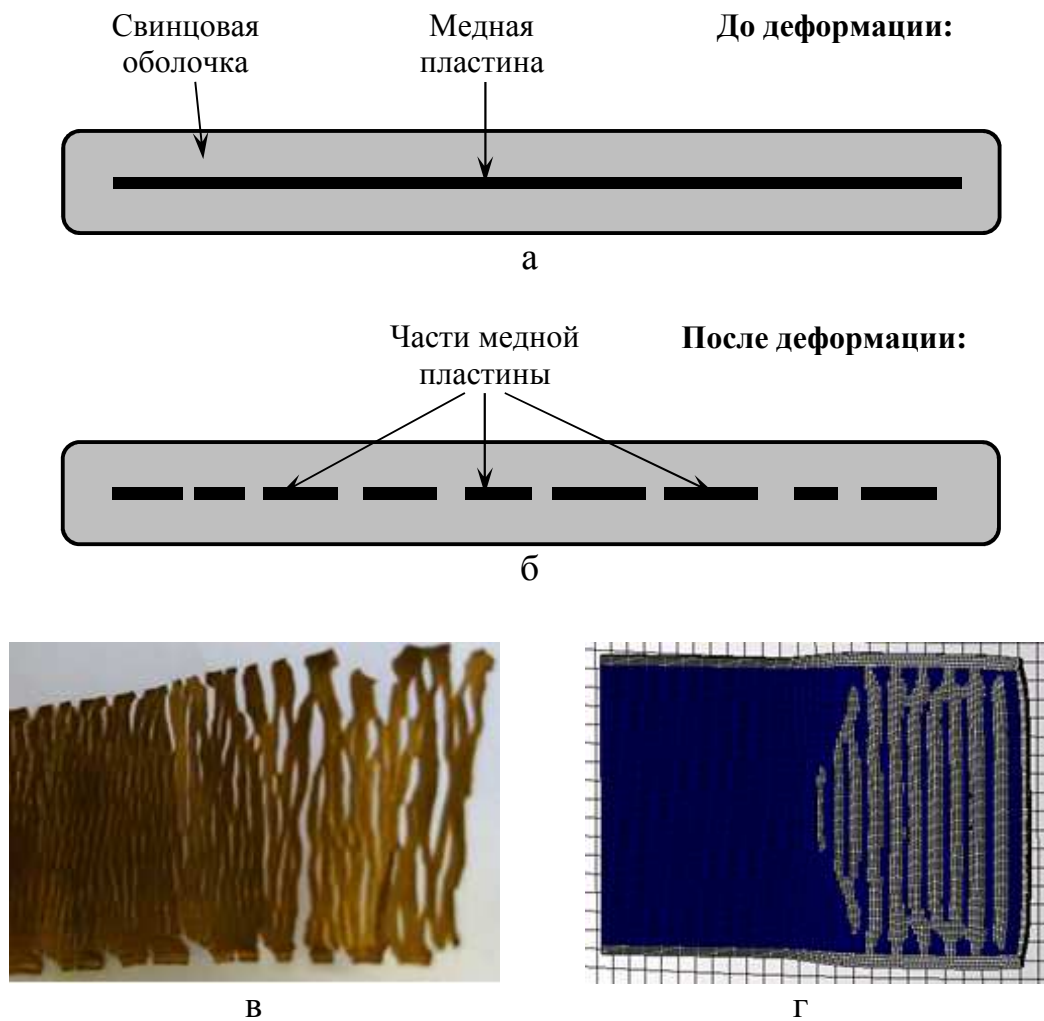 Свинцовая
оболочка
Медная
пластина
До деформации:
а
Части медной
пластины
После деформации:
б
в
г